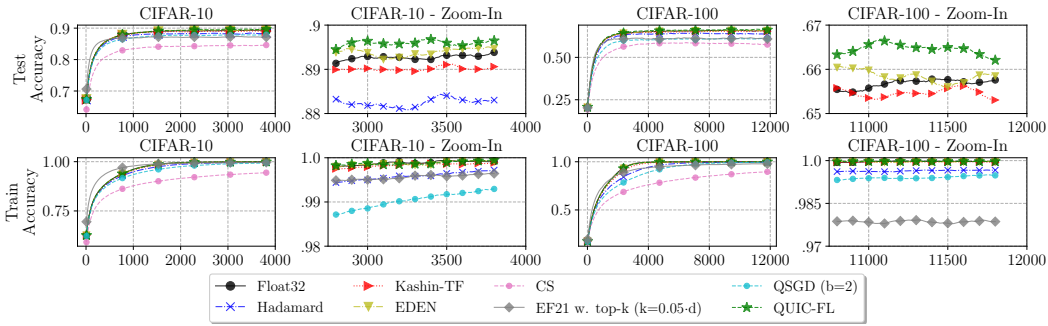 CIFAR-10
CIFAR-10 - Zoom-In
CIFAR-100
CIFAR-100 - Zoom-In
Test
Accuracy
0.9
0.8
0.7
0 1000 2000 3000 4000
.9
.89
.88
3000 3500 4000
0.50
0.25
0 4000 8000 12000
.67
.66
.65
11000 11500 12000
CIFAR-10
CIFAR-10 - Zoom-In
CIFAR-100
CIFAR-100 - Zoom-In
Train
Accuracy
1.00
0.75
0 1000 2000 3000 4000
1.0
.99
.98
3000 3500 4000
1.0
0.5
0 4000 8000 12000
1.0
.985
.97
11000 11500 12000
Float32
Kashin-TF
CS
QSGD (b=2)
Hadamard
EDEN
EF21 w. top-k (k=0.05·d)
QUIC-FL